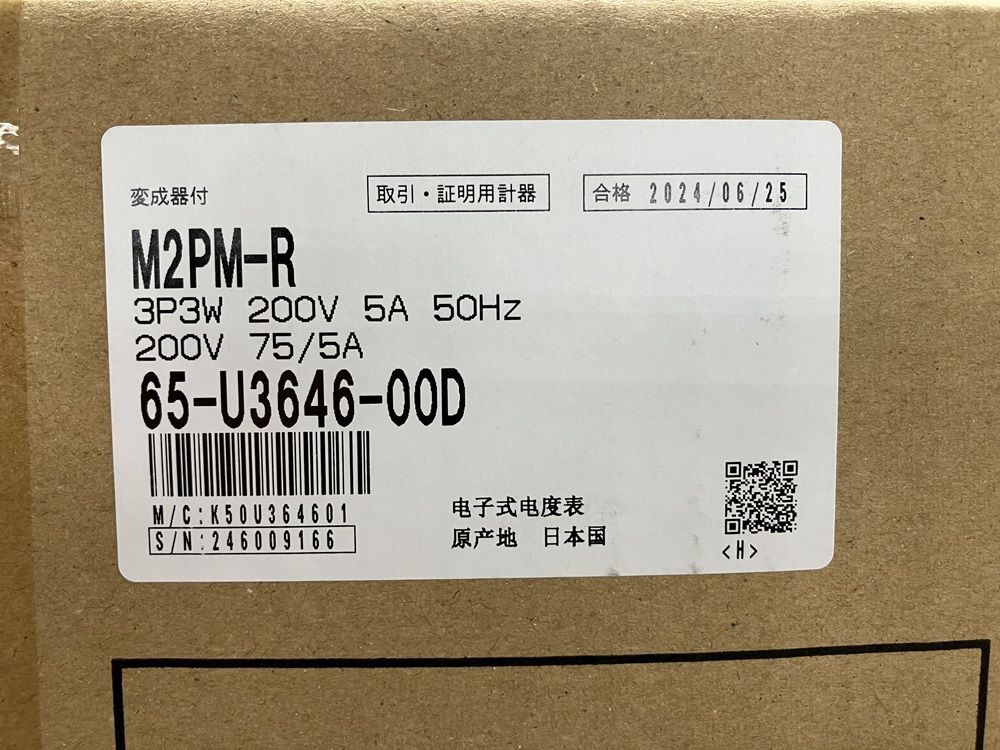 変成器付
取引・証明用計器
合格 2024/06/25
M2PM-R
3P3W 200V 5A 50Hz
200V 75/5A
65-U3646-00D
M/C:K50U364601
S/N:246009166
电子式电度表
原产地 日本国
<H>